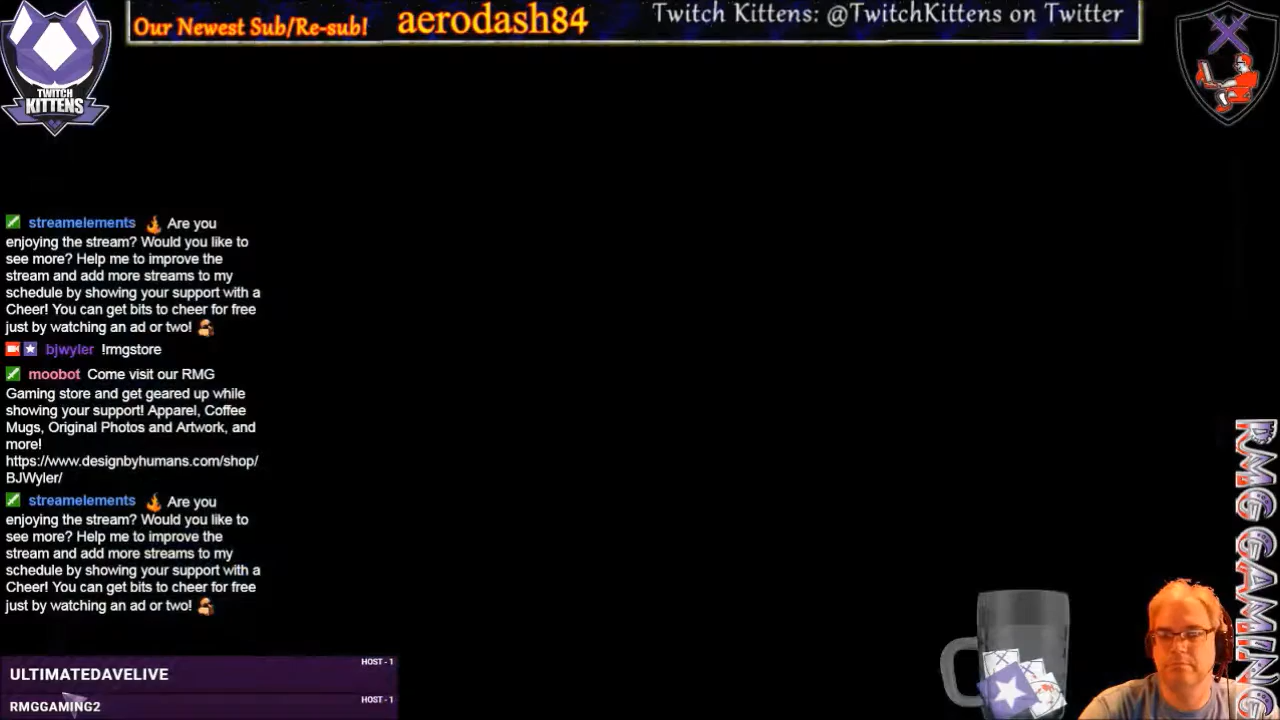 Our Newest Sub/Re-sub! aerodash84 Twitch Kittens: @TwitchKittens on Twitter
TWITCH
KITTENS
streamelements Are you
enjoying the stream? Would you like to
see more? Help me to improve the
stream and add more streams to my
schedule by showing your support with a
Cheer! You can get bits to cheer for free
just by watching an ad or two!
bjwyler !rmgstore
moobot Come visit our RMG
Gaming store and get geared up while
showing your support! Apparel, Coffee
Mugs, Original Photos and Artwork, and
more!
https://www.designbyhumans.com/shop/
BJWyler/
streamelements Are you
enjoying the stream? Would you like to
see more? Help me to improve the
stream and add more streams to my
schedule by showing your support with a
Cheer! You can get bits to cheer for free
just by watching an ad or two!
ULTIMATEDAVELIVE HOST - 1
RMGGAMING2 HOST - 1
RMG GAMING